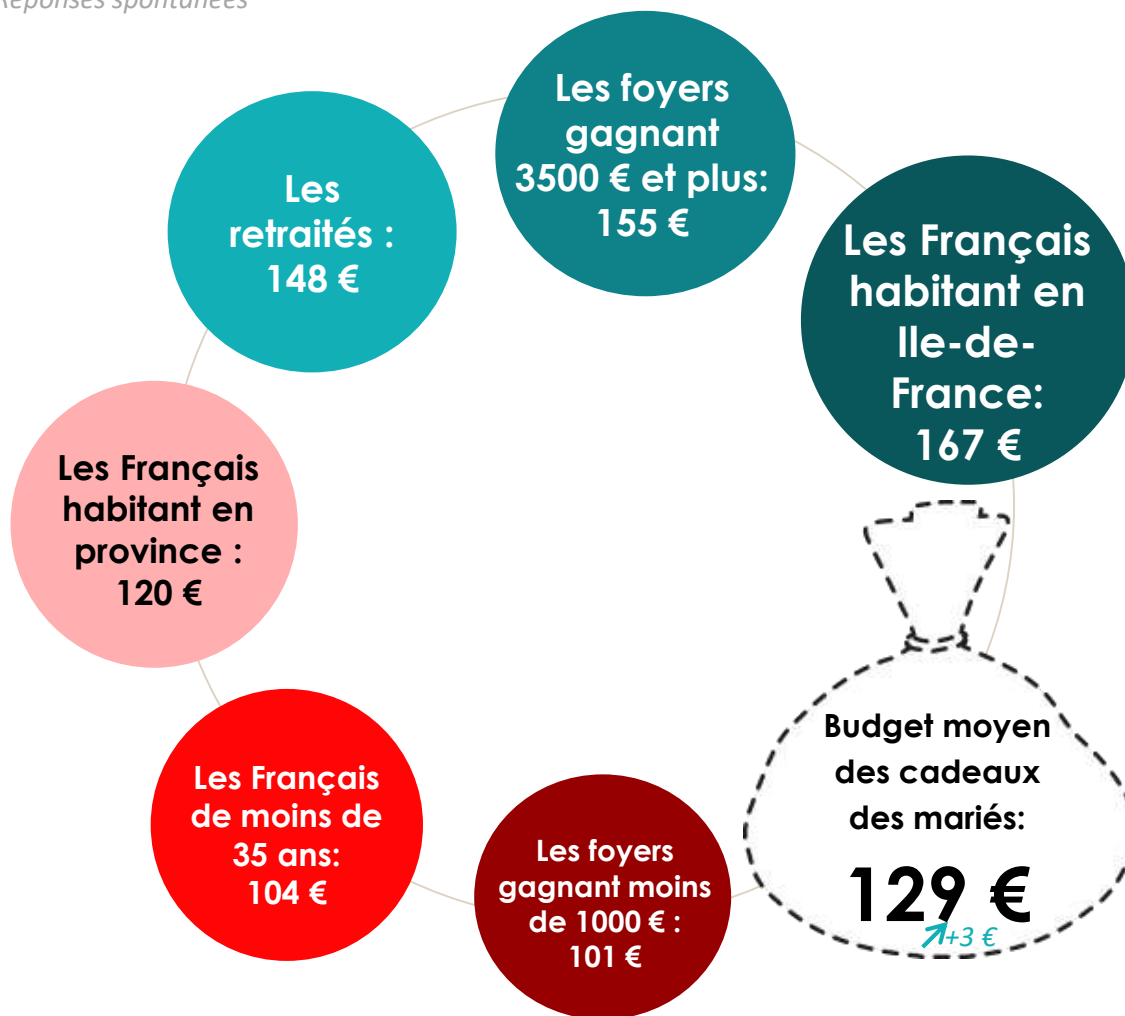 Réponses spontanées
Les foyers
gagnant
3500 € et plus:
155 €
Les Français
habitant en
Ile-de-
France:
167 €
Les
retraités :
148 €
Les Français
habitant en
province :
120 €
Les Français
de moins de
35 ans:
104 €
Les foyers
gagnant moins
de 1000 € :
101 €
Budget moyen
des cadeaux
des mariés:
129 €
+3 €